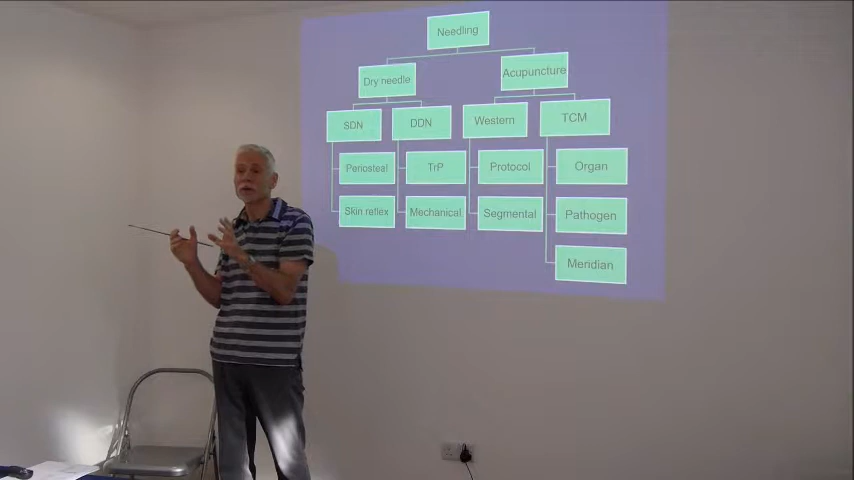 Needling
Dry needle
Acupuncture
SDN
DDN
Western
TCM
Periosteal
TrP
Protocol
Organ
Skin reflex
Mechanical
Segmental
Pathogen
Meridian